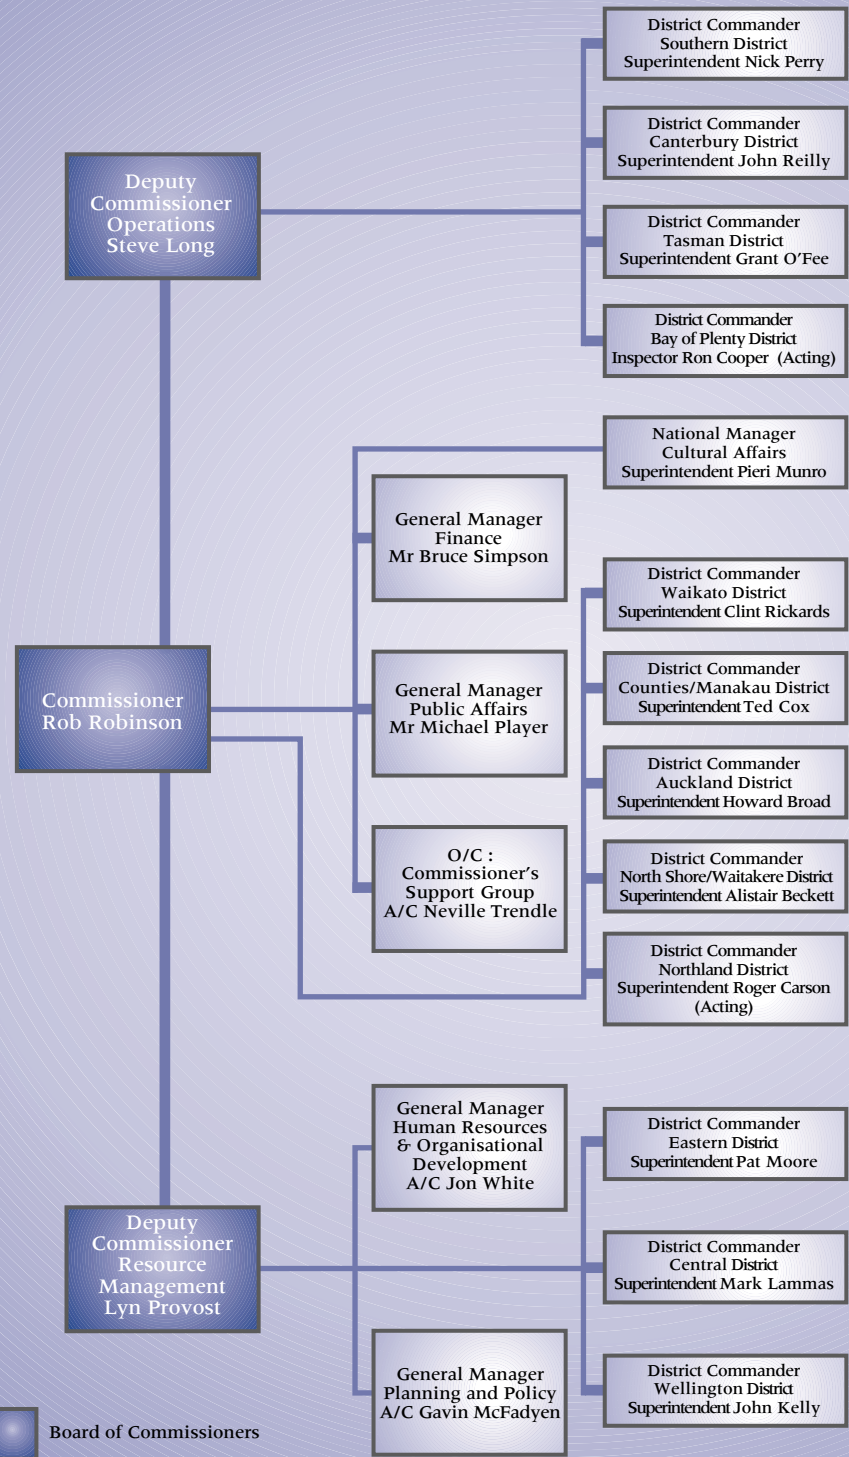 District Commander
Southern District
Superintendent Nick Perry
District Commander
Canterbury District
Superintendent John Reilly
Deputy
Commissioner
Operations
Steve Long
District Commander
Tasman District
Superintendent Grant O'Fee
District Commander
Bay of Plenty District
Inspector Ron Cooper (Acting)
National Manager
Cultural Affairs
Superintendent Pieri Munro
General Manager
Finance
Mr Bruce Simpson
District Commander
Waikato District
Superintendent Clint Rickards
Commissioner
Rob Robinson
General Manager
Public Affairs
Mr Michael Player
District Commander
Counties/Manakau District
Superintendent Ted Cox
District Commander
Auckland District
Superintendent Howard Broad
O/C :
Commissioner's
Support Group
A/C Neville Trendle
District Commander
North Shore/Waitakere District
Superintendent Alistair Beckett
District Commander
Northland District
Superintendent Roger Carson
(Acting)
General Manager
Human Resources
& Organisational
Development
A/C Jon White
District Commander
Eastern District
Superintendent Pat Moore
Deputy
Commissioner
Resource
Management
Lyn Provost
District Commander
Central District
Superintendent Mark Lammas
General Manager
Planning and Policy
A/C Gavin McFadyen
District Commander
Wellington District
Superintendent John Kelly
Board of Commissioners